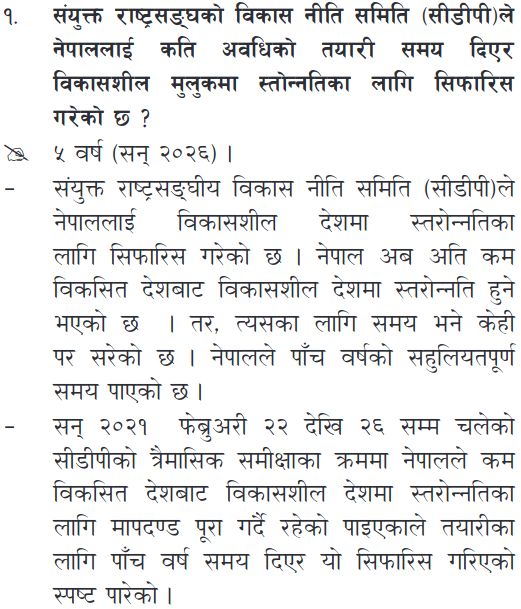 १. संयुक्त राष्ट्रसङ्घको विकास नीति समिति (सीडीपी)ले
नेपाललाई कति अवधिको तयारी समय दिएर
विकासशील मुलुकमा स्तोन्नतिका लागि सिफारिस
गरेको छ ?
५ वर्ष (सन् २०२६) ।
– संयुक्त राष्ट्रसङ्घीय विकास नीति समिति (सीडीपी)ले
नेपाललाई विकासशील देशमा स्तरोन्नतिका
लागि सिफारिस गरेको छ । नेपाल अब अति कम
विकसित देशबाट विकासशील देशमा स्तरोन्नति हुने
भएको छ । तर, त्यसका लागि समय भने केही
पर सरेको छ । नेपालले पाँच वर्षको सहुलियतपूर्ण
समय पाएको छ ।
– सन् २०२१ फेब्रुअरी २२ देखि २६ सम्म चलेको
सीडीपीको त्रैमासिक समीक्षाका क्रममा नेपालले कम
विकसित देशबाट विकासशील देशमा स्तरोन्नतिका
लागि मापदण्ड पूरा गर्दै रहेको पाइएकाले तयारीका
लागि पाँच वर्ष समय दिएर यो सिफारिस गरिएको
स्पष्ट पारेको ।